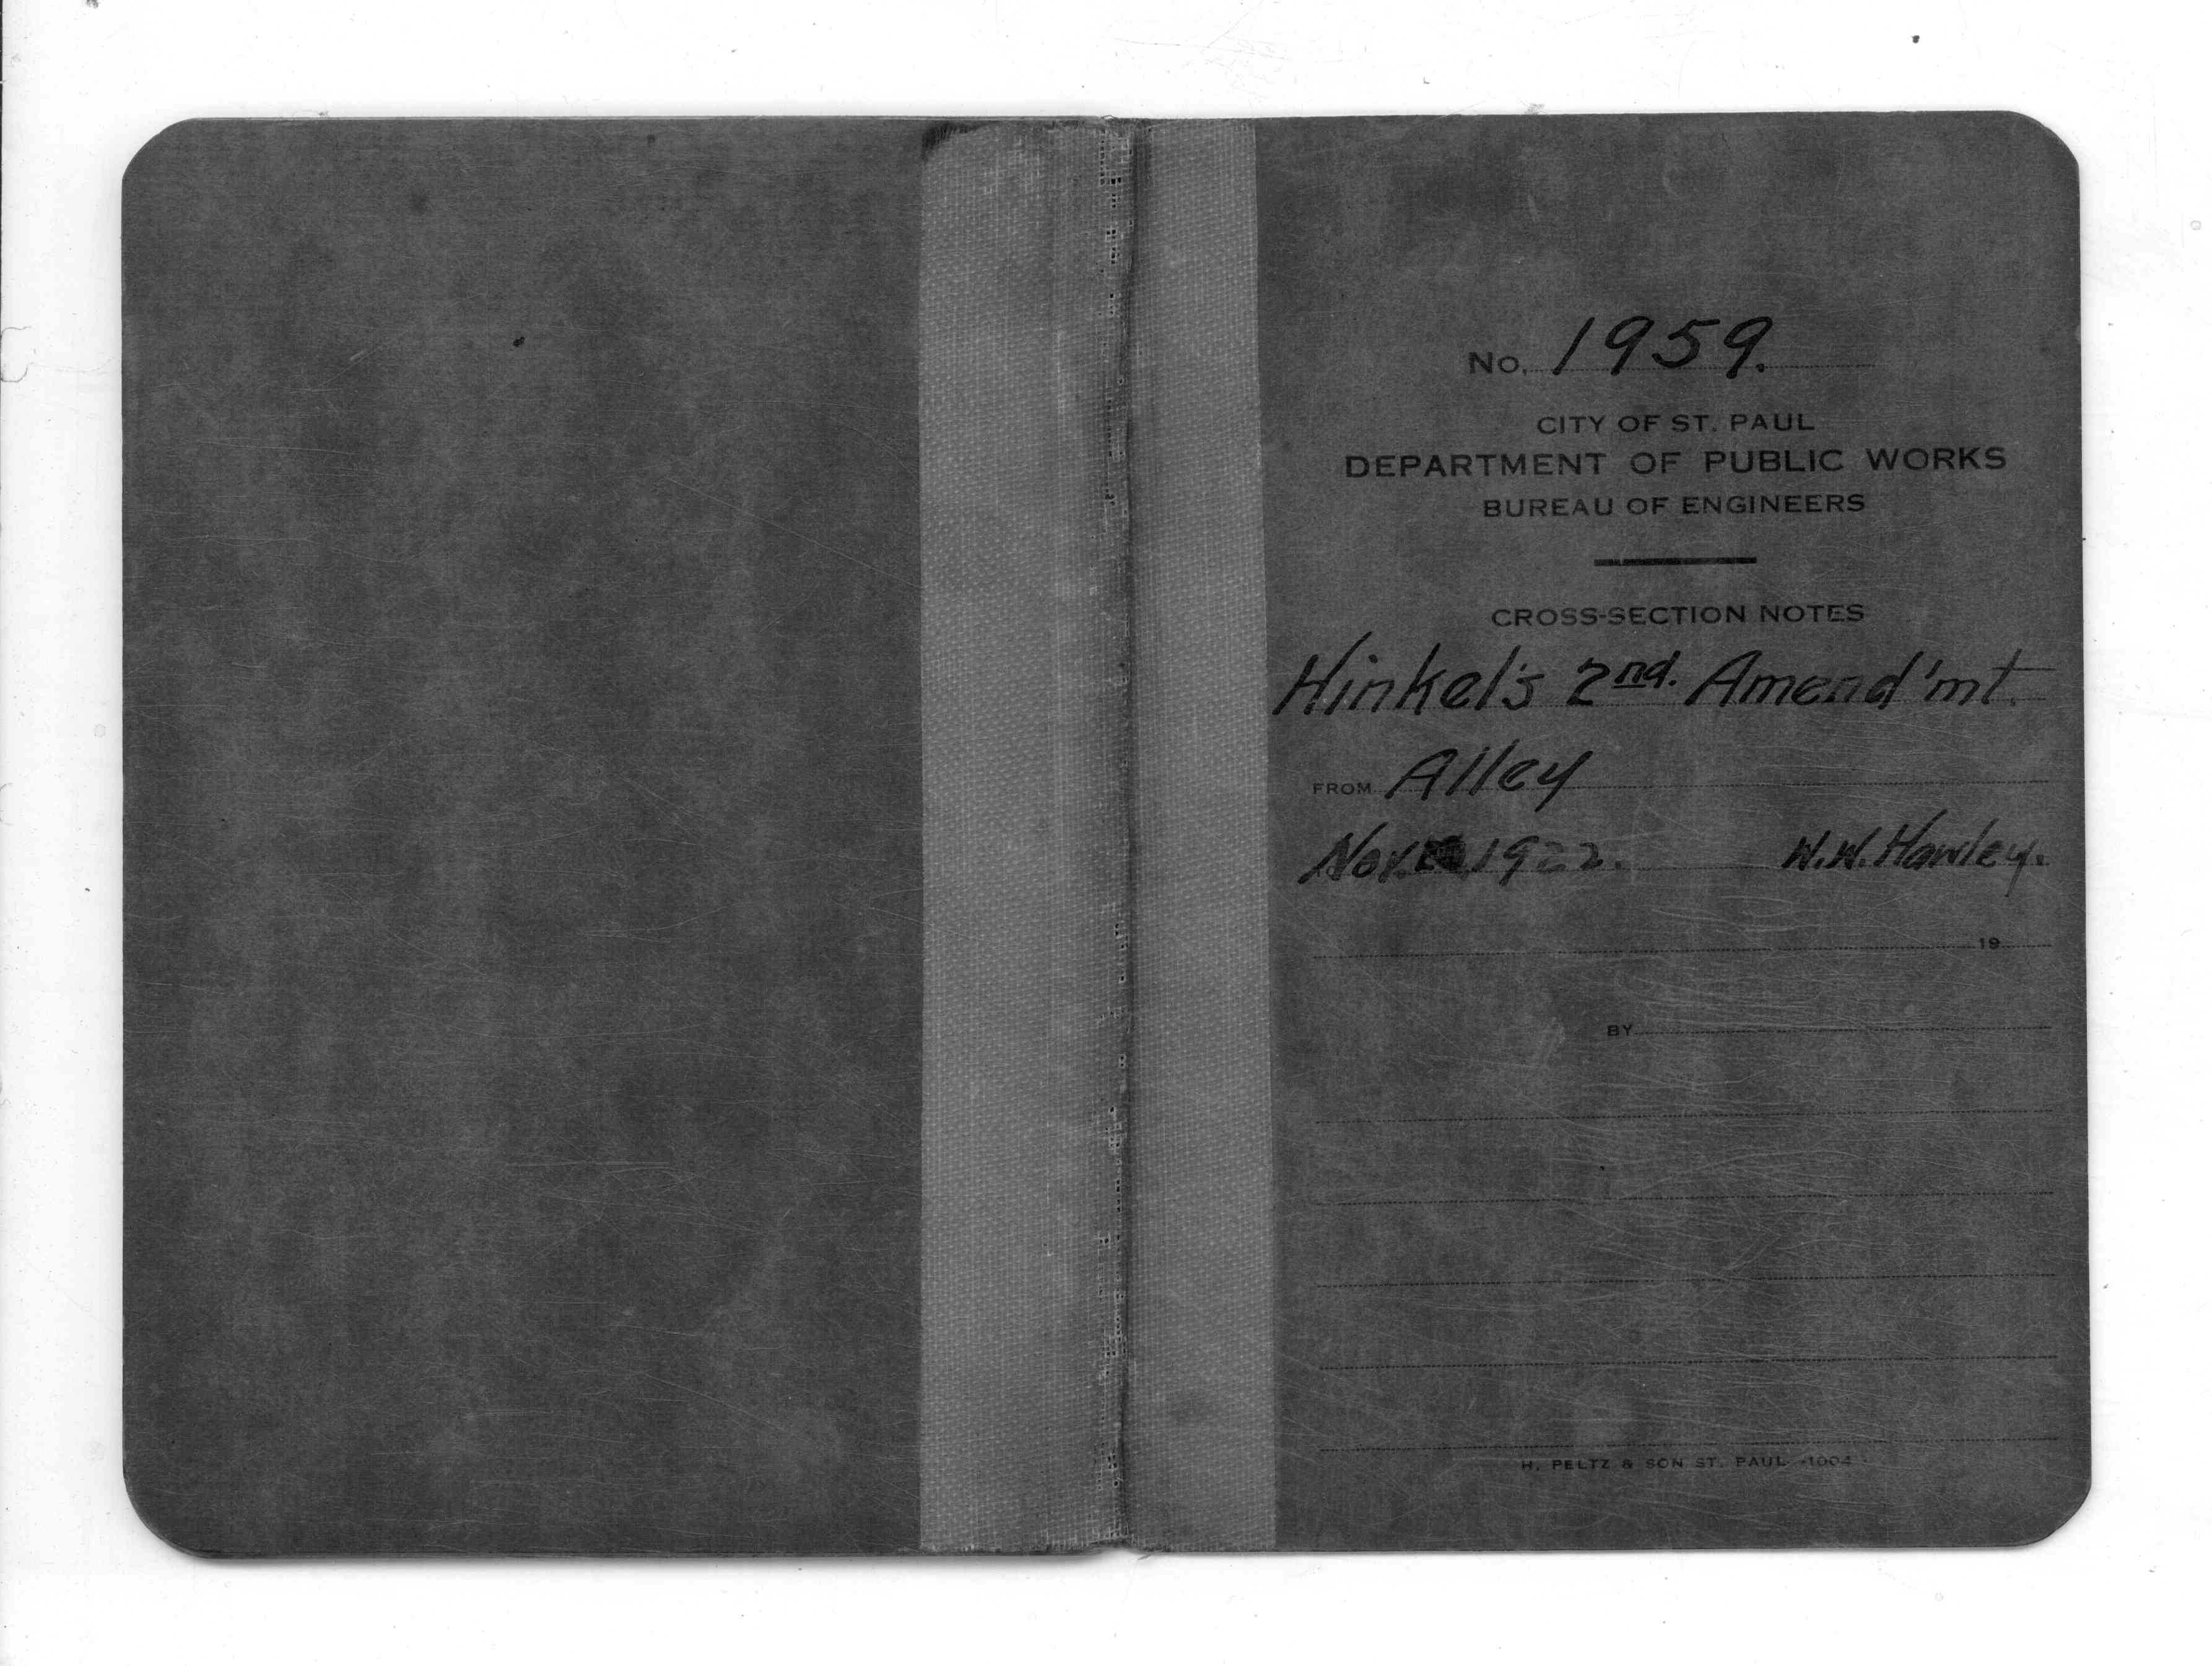 No. 1959.
CITY OF ST. PAUL
DEPARTMENT OF PUBLIC WORKS
BUREAU OF ENGINEERS
CROSS-SECTION NOTES
Hinkel's 2nd. Amend'mt.
FROM Alley
Nov. 1922. W.W. Hawley.
19
BY
H. PELTZ & SON ST. PAUL -1004